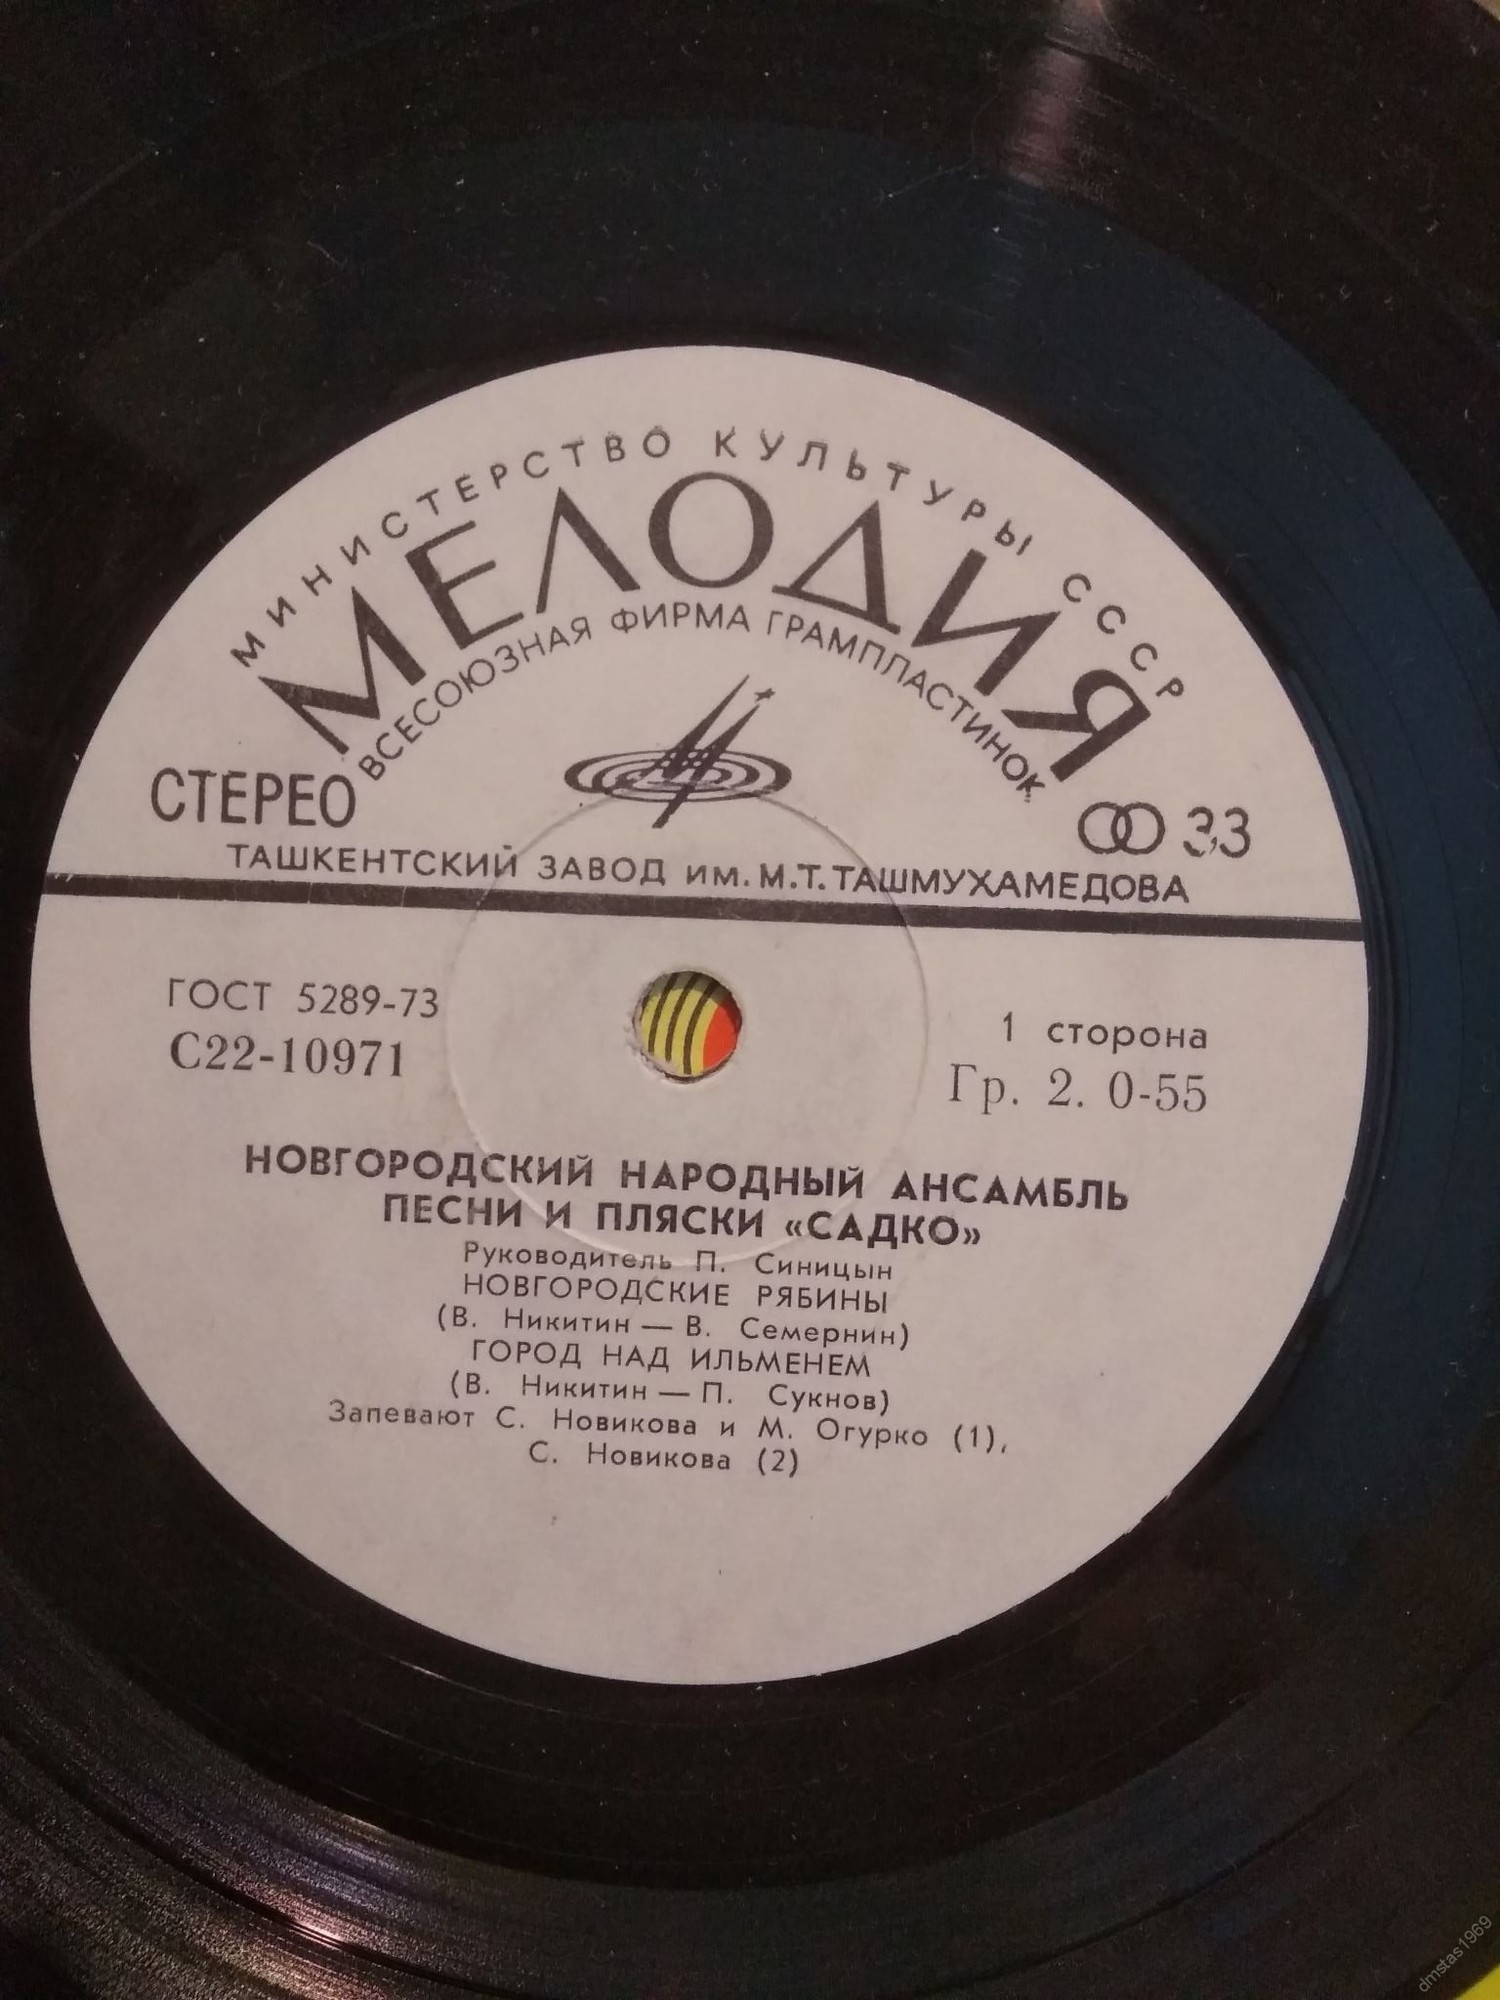 МИНИСТЕРСТВО КУЛЬТУРЫ СССР
МЕЛОДИЯ
ВСЕСОЮЗНАЯ ФИРМА ГРАМПЛАСТИНОК
СТЕРЕО
33
ТАШКЕНТСКИЙ ЗАВОД ИМ. М.Т. ТАШМУХАМЕДОВА
ГОСТ 5289-73
С22-10971
1 сторона
Гр. 2. 0-55
НОВГОРОДСКИЙ НАРОДНЫЙ АНСАМБЛЬ
ПЕСНИ И ПЛЯСКИ «САДКО»
Руководитель П. Синицын
НОВГОРОДСКИЕ РЯБИНЫ
(В. Никитин — В. Семернин)
ГОРОД НАД ИЛЬМЕНЕМ
(В. Никитин — П. Сукнов)
Запевают С. Новикова и М. Огурко (1),
С. Новикова (2)
dmstas1969